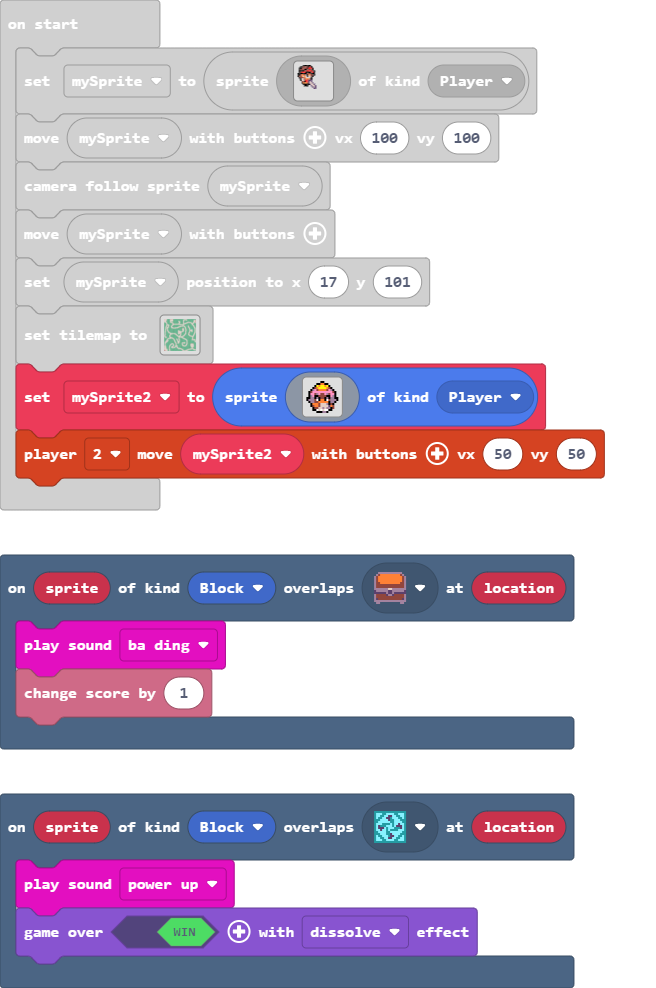 on start
set mySprite to sprite of kind Player
move mySprite with buttons vx 100 vy 100
camera follow sprite mySprite
move mySprite with buttons
set mySprite position to x 17 y 101
set tilemap to
set mySprite2 to sprite of kind Player
player 2 move mySprite2 with buttons vx 50 vy 50
on sprite of kind Block overlaps at location
play sound ba ding
change score by 1
on sprite of kind Block overlaps at location
play sound power up
game over WIN with dissolve effect